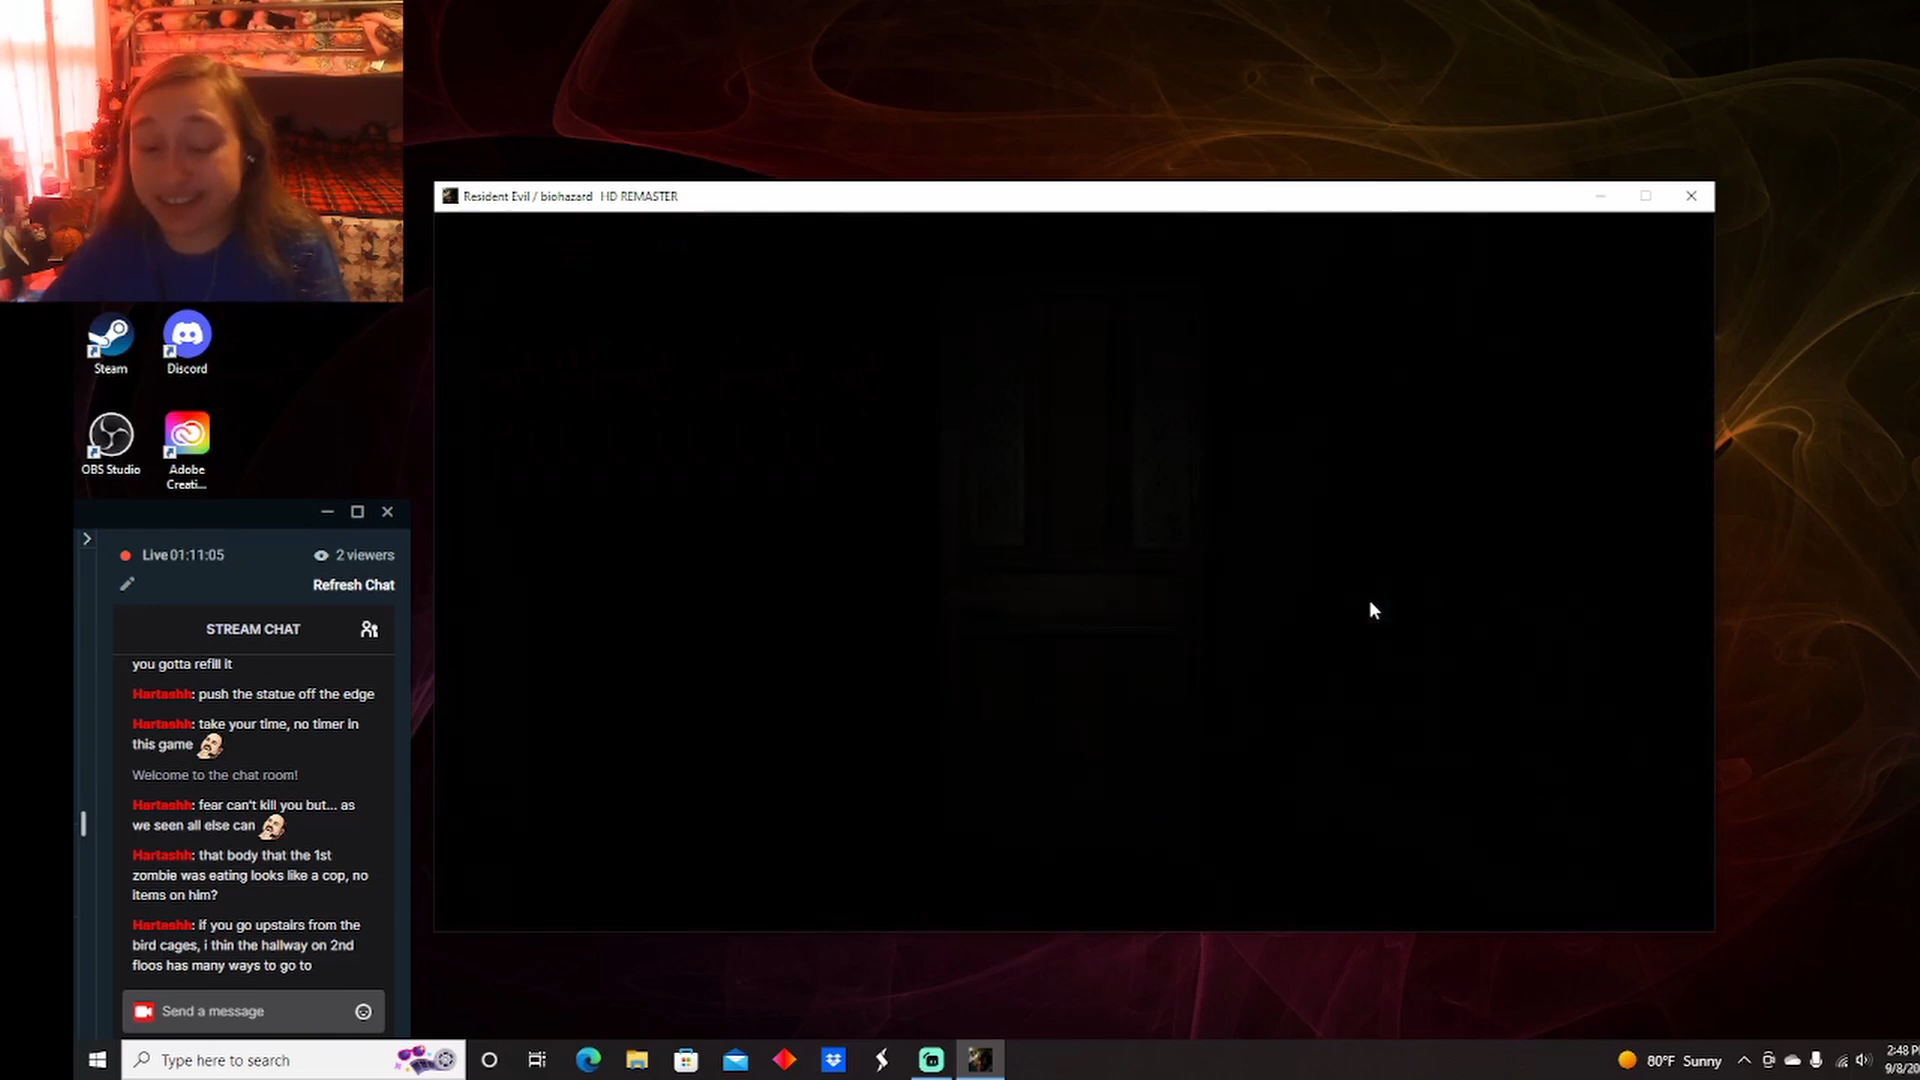 Resident Evil / biohazard HD REMASTER
Steam
Discord
OBS Studio
Adobe
Creati...
Live 01:11:05
2 viewers
Refresh Chat
STREAM CHAT
you gotta refill it
Hartashh: push the statue off the edge
Hartashh: take your time, no timer in
this game
Welcome to the chat room!
Hartashh: fear can't kill you but... as
we seen all else can
Hartashh: that body that the 1st
zombie was eating looks like a cop, no
items on him?
Hartashh: if you go upstairs from the
bird cages, i thin the hallway on 2nd
floos has many ways to go to
Send a message
Type here to search
80°F Sunny
2:48 P
9/8/20